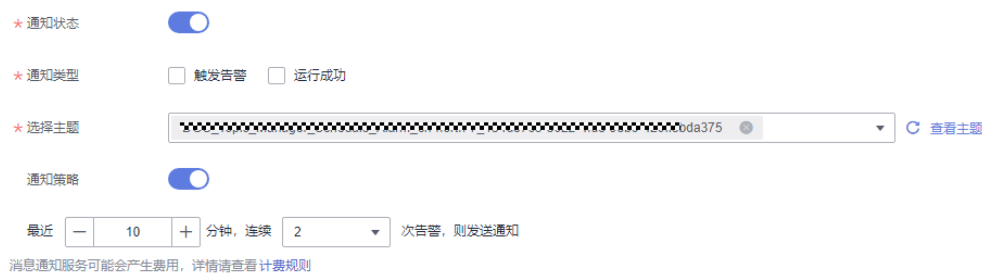 * 通知状态
* 通知类型 触发告警 运行成功
* 选择主题 bda375 查看主题
通知策略
最近 10 分钟，连续 2 次告警，则发送通知
消息通知服务可能会产生费用，详情请查看 计费规则